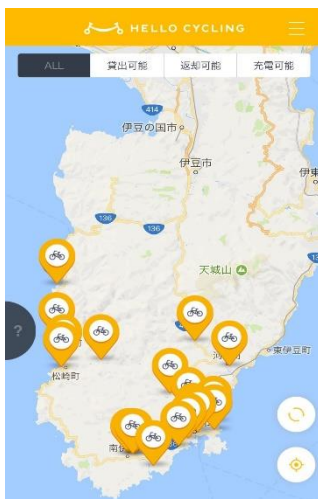 HELLO CYCLING
ALL
貸出可能
返却可能
充電可能
414
伊豆の国市
伊豆市
136
136
天城山
東伊豆町
?
松崎町